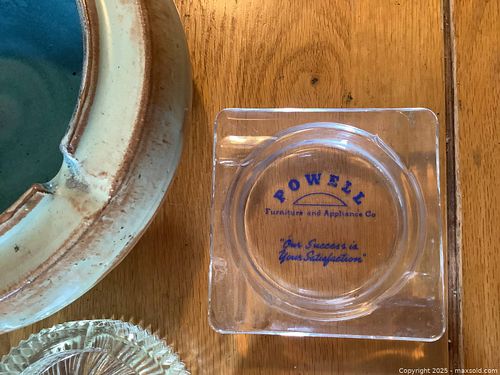 POWELL
Furniture and Appliance Co
"Our Success is
Your Satisfaction"
Copyright 2025 - maxsold.com